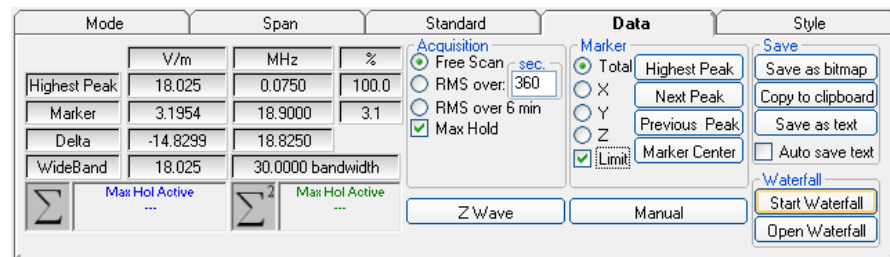 Mode Span Standard Data Style
V/m MHz %
Highest Peak 18.025 0.0750 100.0
Marker 3.1954 18.9000 3.1
Delta -14.8299 18.8250
WideBand 18.025 30.0000 bandwidth
Σ Max Hol Active
---
Σ2 Max Hol Active
---
Acquisition
Free Scan sec.
RMS over: 360
RMS over 6 min
Max Hold
Z Wave
Marker
Total Highest Peak
X Next Peak
Y Previous Peak
Z
Limit Marker Center
Manual
Save
Save as bitmap
Copy to clipboard
Save as text
Auto save text
Waterfall
Start Waterfall
Open Waterfall